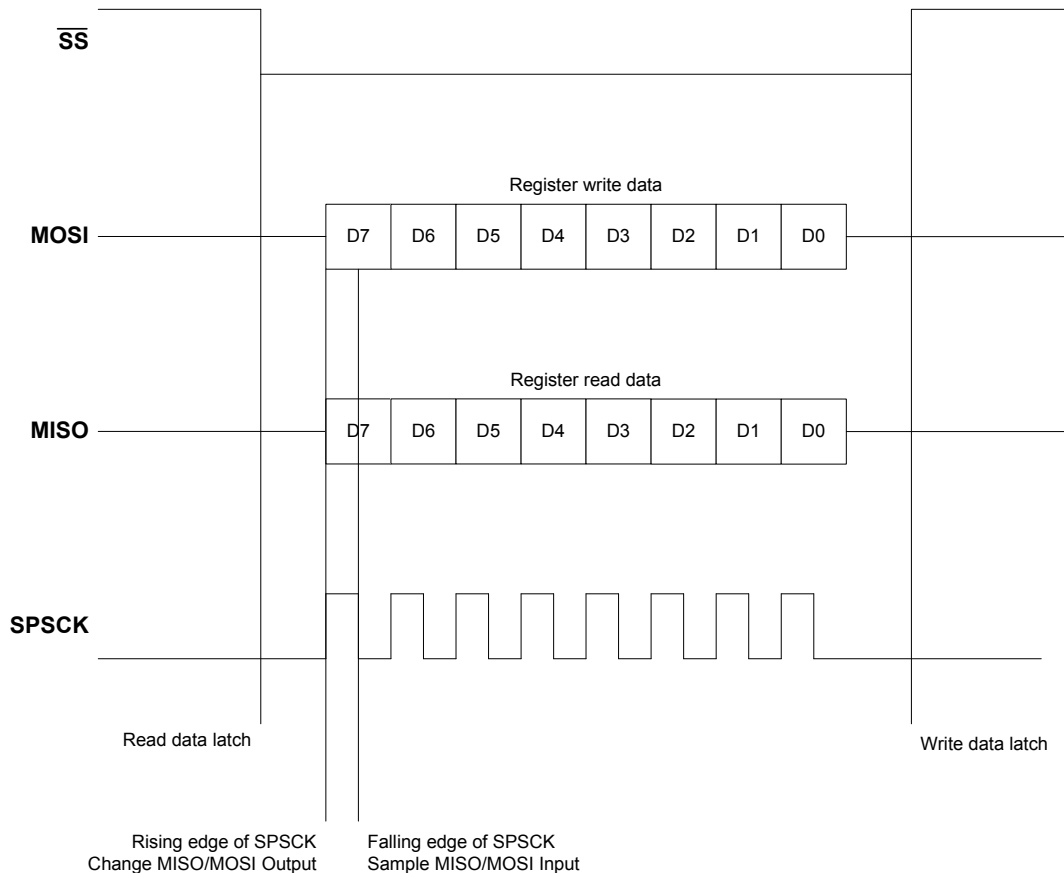 SS
Register write data
MOSI D7 D6 D5 D4 D3 D2 D1 D0
Register read data
MISO D7 D6 D5 D4 D3 D2 D1 D0
SPSCK
Read data latch
Write data latch
Rising edge of SPSCK
Change MISO/MOSI Output
Falling edge of SPSCK
Sample MISO/MOSI Input